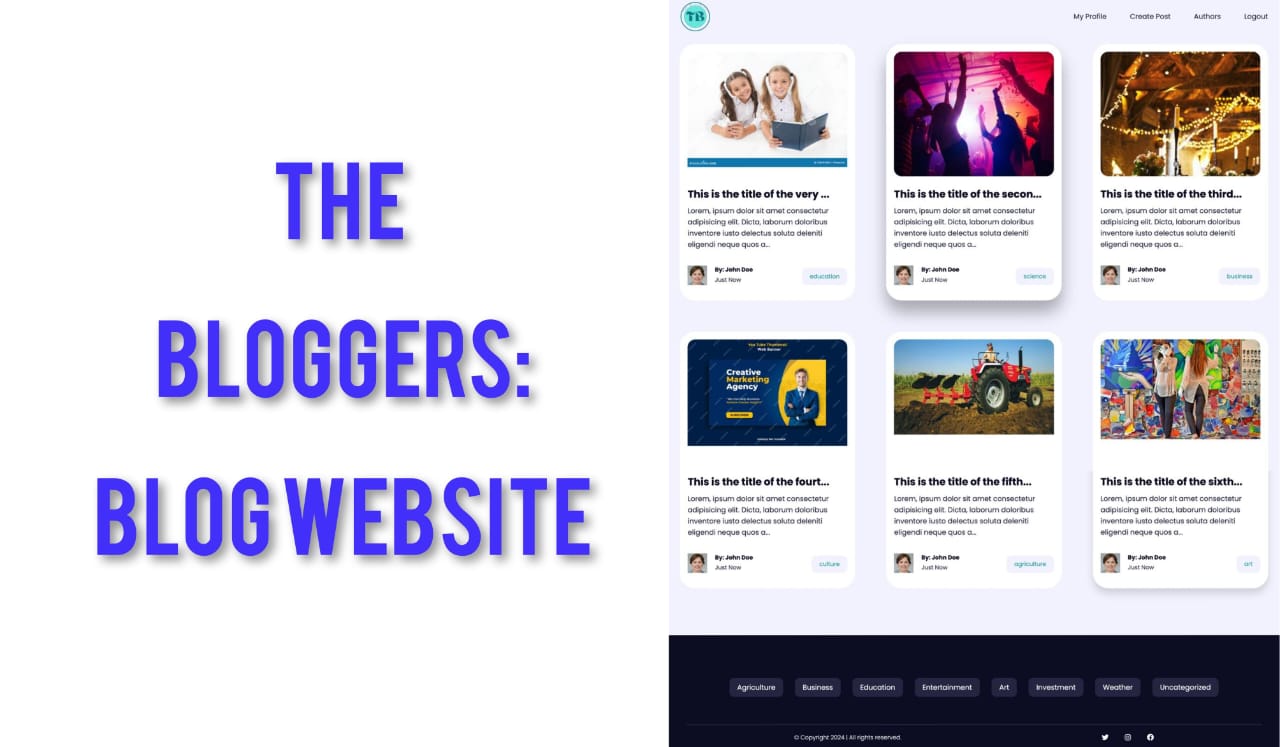 THE
BLOGGERS:
BLOG WEBSITE
TB
My Profile
Create Post
Authors
Logout
This is the title of the very ...
Lorem, ipsum dolor sit amet consectetur
adipisicing elit. Dicta, laborum doloribus
inventore iusto delectus soluta deleniti
eligendi neque quos a...
By: John Doe
Just Now
education
This is the title of the secon...
Lorem, ipsum dolor sit amet consectetur
adipisicing elit. Dicta, laborum doloribus
inventore iusto delectus soluta deleniti
eligendi neque quos a...
By: John Doe
Just Now
science
This is the title of the third...
Lorem, ipsum dolor sit amet consectetur
adipisicing elit. Dicta, laborum doloribus
inventore iusto delectus soluta deleniti
eligendi neque quos a...
By: John Doe
Just Now
business
Web Banner
Creative
Marketing
Agency
This is the title of the fourt...
Lorem, ipsum dolor sit amet consectetur
adipisicing elit. Dicta, laborum doloribus
inventore iusto delectus soluta deleniti
eligendi neque quos a...
By: John Doe
Just Now
culture
This is the title of the fifth...
Lorem, ipsum dolor sit amet consectetur
adipisicing elit. Dicta, laborum doloribus
inventore iusto delectus soluta deleniti
eligendi neque quos a...
By: John Doe
Just Now
agriculture
This is the title of the sixth...
Lorem, ipsum dolor sit amet consectetur
adipisicing elit. Dicta, laborum doloribus
inventore iusto delectus soluta deleniti
eligendi neque quos a...
By: John Doe
Just Now
art
Agriculture
Business
Education
Entertainment
Art
Investment
Weather
Uncategorized
© Copyright 2024 | All rights reserved.